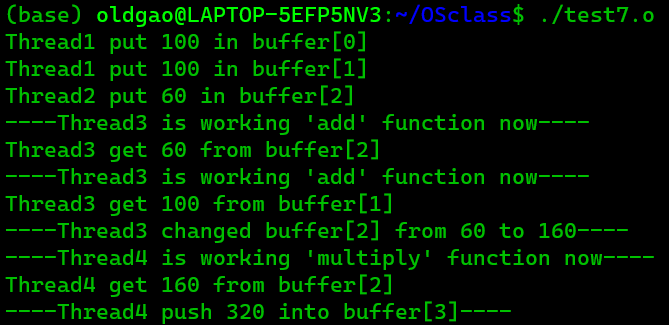 (base) oldgao@LAPTOP-5EFP5NV3:~/OSclass$ ./test7.o
Thread1 put 100 in buffer[0]
Thread1 put 100 in buffer[1]
Thread2 put 60 in buffer[2]
----Thread3 is working 'add' function now----
Thread3 get 60 from buffer[2]
----Thread3 is working 'add' function now----
Thread3 get 100 from buffer[1]
----Thread3 changed buffer[2] from 60 to 160----
----Thread4 is working 'multiply' function now----
Thread4 get 160 from buffer[2]
----Thread4 push 320 into buffer[3]----